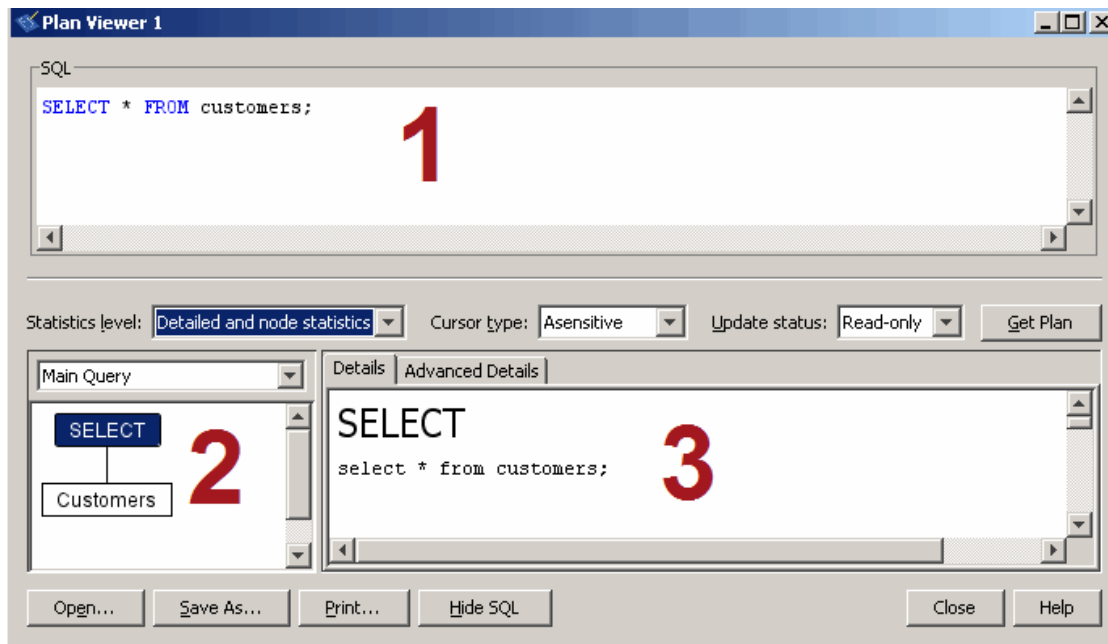 Plan Viewer 1
SQL
SELECT * FROM customers;
1
Statistics level: Detailed and node statistics Cursor type: Asensitive Update status: Read-only Get Plan
Main Query
SELECT
Customers
2
Details Advanced Details
SELECT
select * from customers;
3
Open... Save As... Print... Hide SQL Close Help